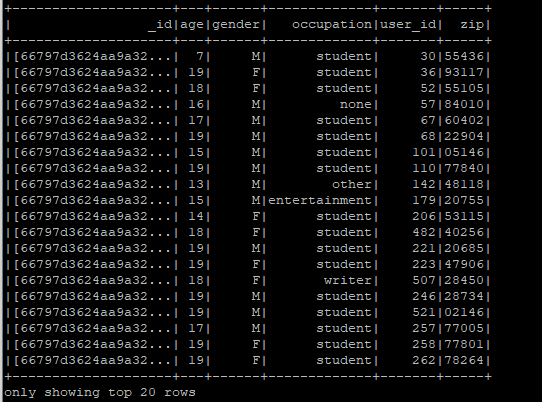 +--------------------+---+------+-------------+-------+-----+
|                 _id|age|gender|   occupation|user_id|  zip|
+--------------------+---+------+-------------+-------+-----+
|[66797d3624aa9a32...|  7|     M|      student|     30|55436|
|[66797d3624aa9a32...| 19|     F|      student|     36|93117|
|[66797d3624aa9a32...| 18|     F|      student|     52|55105|
|[66797d3624aa9a32...| 16|     M|         none|     57|84010|
|[66797d3624aa9a32...| 17|     M|      student|     67|60402|
|[66797d3624aa9a32...| 19|     M|      student|     68|22904|
|[66797d3624aa9a32...| 15|     M|      student|    101|05146|
|[66797d3624aa9a32...| 19|     M|      student|    110|77840|
|[66797d3624aa9a32...| 13|     M|        other|    142|48118|
|[66797d3624aa9a32...| 15|     M|entertainment|    179|20755|
|[66797d3624aa9a32...| 14|     F|      student|    206|53115|
|[66797d3624aa9a32...| 18|     F|      student|    482|40256|
|[66797d3624aa9a32...| 19|     M|      student|    221|20685|
|[66797d3624aa9a32...| 19|     F|      student|    223|47906|
|[66797d3624aa9a32...| 18|     F|       writer|    507|28450|
|[66797d3624aa9a32...| 19|     M|      student|    246|28734|
|[66797d3624aa9a32...| 19|     M|      student|    521|02146|
|[66797d3624aa9a32...| 17|     M|      student|    257|77005|
|[66797d3624aa9a32...| 19|     F|      student|    258|77801|
|[66797d3624aa9a32...| 19|     F|      student|    262|78264|
+--------------------+---+------+-------------+-------+-----+
only showing top 20 rows